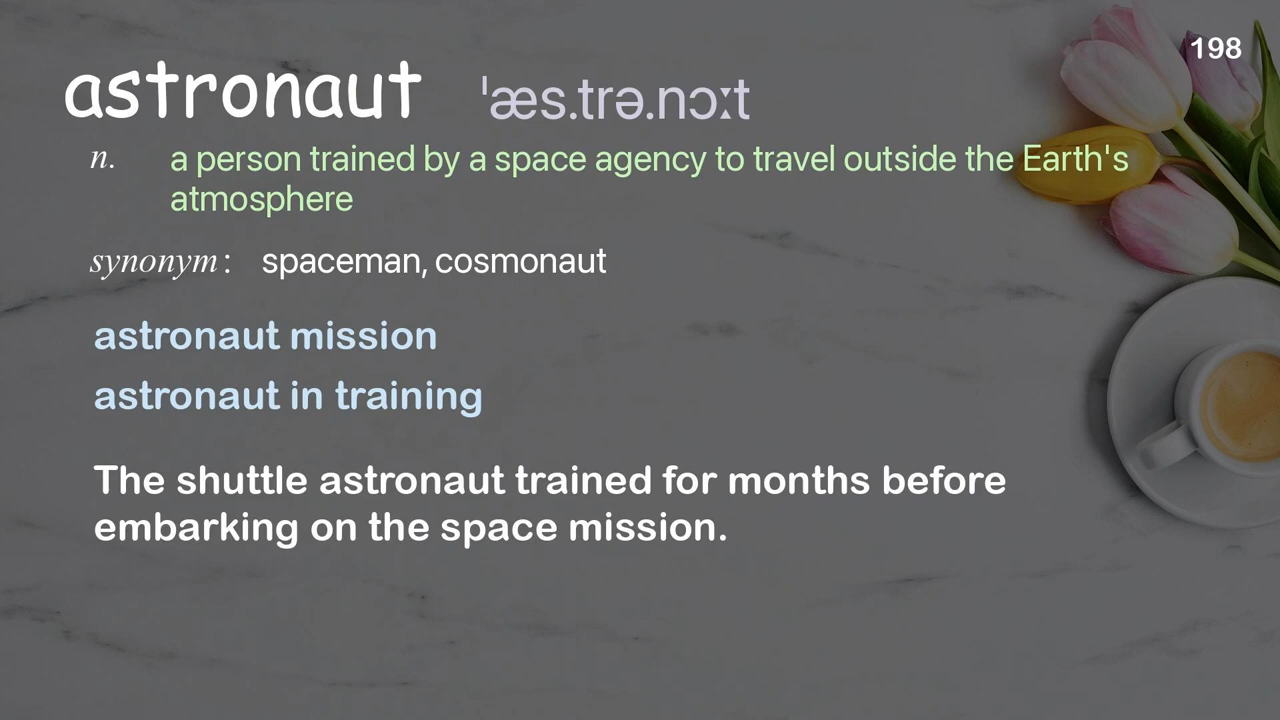 198
astronaut ˈæs.trə.nɔːt
n. a person trained by a space agency to travel outside the Earth's
atmosphere
synonym: spaceman, cosmonaut
astronaut mission
astronaut in training
The shuttle astronaut trained for months before
embarking on the space mission.